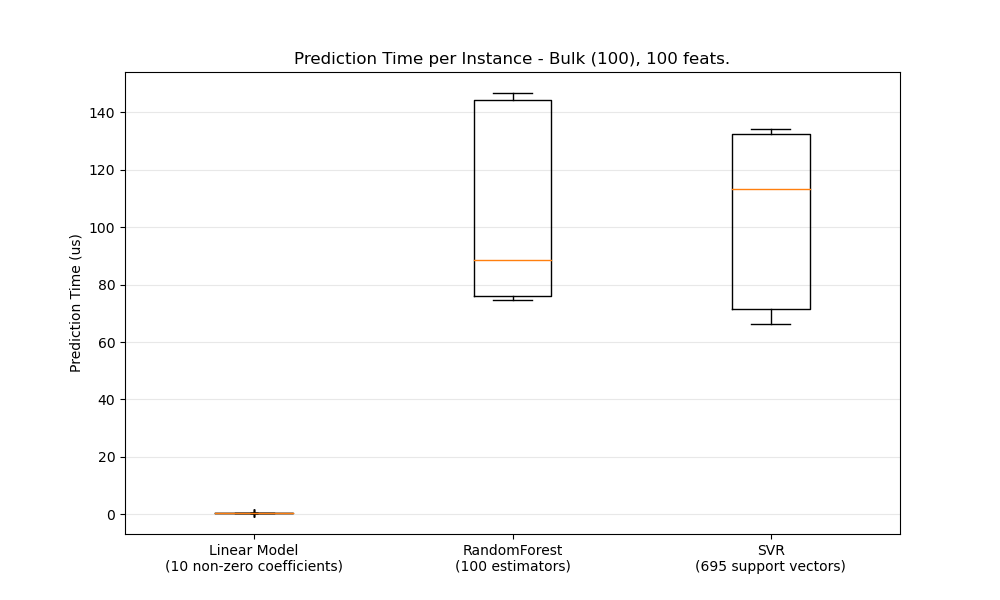 Prediction Time per Instance - Bulk (100), 100 feats.
Prediction Time (us)
140
120
100
80
60
40
20
0
Linear Model
(10 non-zero coefficients)
RandomForest
(100 estimators)
SVR
(695 support vectors)